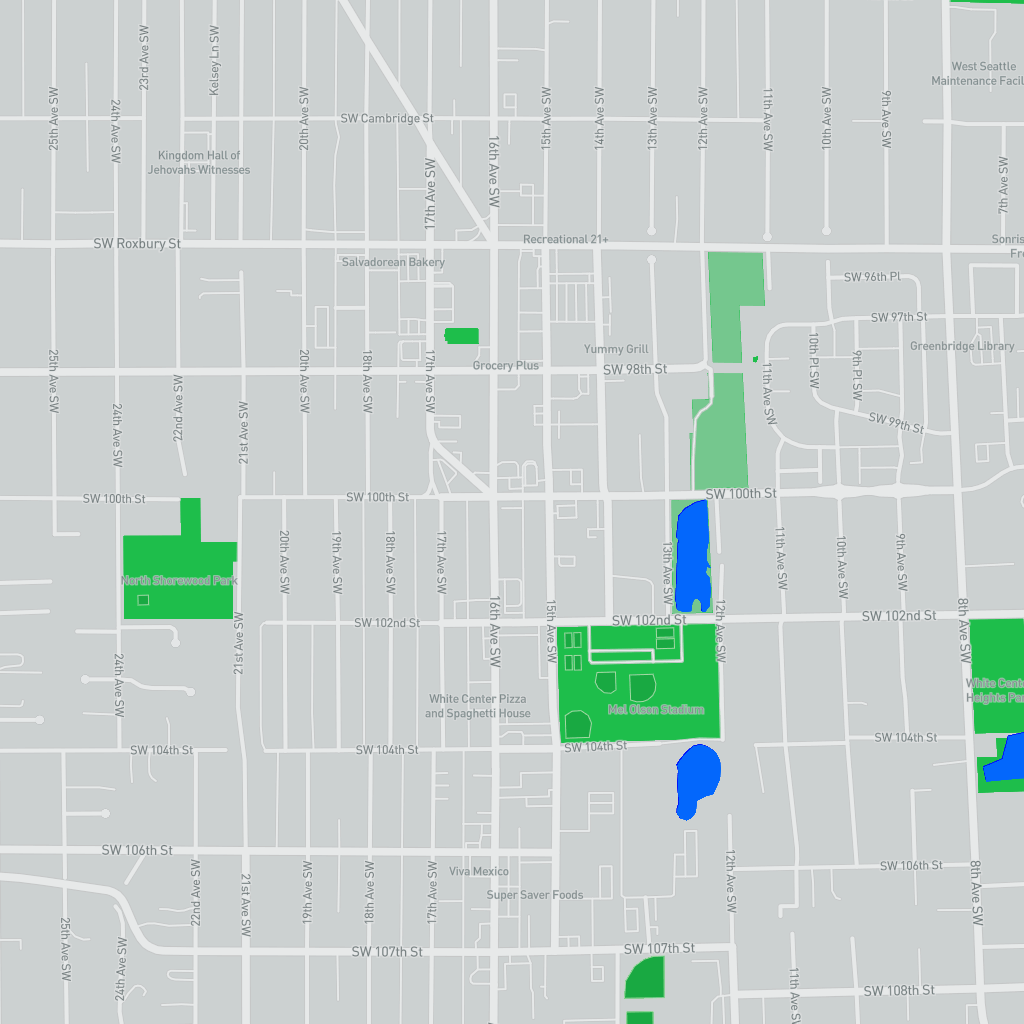 23rd Ave SW
Kelsey Ln SW
West Seattle
Maintenance Facil
25th Ave SW
24th Ave SW
20th Ave SW
SW Cambridge St
15th Ave SW
14th Ave SW
13th Ave SW
12th Ave SW
11th Ave SW
10th Ave SW
9th Ave SW
Kingdom Hall of
Jehovahs Witnesses
17th Ave SW
16th Ave SW
7th Ave SW
SW Roxbury St
Recreational 21+
Sonris
Fre
Salvadorean Bakery
SW 96th Pl
SW 97th St
Yummy Grill
Greenbridge Library
25th Ave SW
24th Ave SW
22nd Ave SW
21st Ave SW
20th Ave SW
18th Ave SW
17th Ave SW
Grocery Plus
SW 98th St
11th Ave SW
10th Pl SW
9th Pl SW
SW 99th St
SW 100th St
SW 100th St
SW 100th St
North Shorewood Park
20th Ave SW
19th Ave SW
18th Ave SW
17th Ave SW
13th Ave SW
11th Ave SW
10th Ave SW
9th Ave SW
16th Ave SW
15th Ave SW
12th Ave SW
8th Ave SW
SW 102nd St
SW 102nd St
SW 102nd St
24th Ave SW
21st Ave SW
White Center Pizza
and Spaghetti House
Mel Olson Stadium
White Cente
Heights Par
SW 104th St
SW 104th St
SW 104th St
SW 104th St
SW 106th St
SW 106th St
Viva Mexico
Super Saver Foods
25th Ave SW
24th Ave SW
22nd Ave SW
21st Ave SW
19th Ave SW
18th Ave SW
17th Ave SW
12th Ave SW
8th Ave SW
SW 107th St
SW 107th St
11th Ave SW
SW 108th St